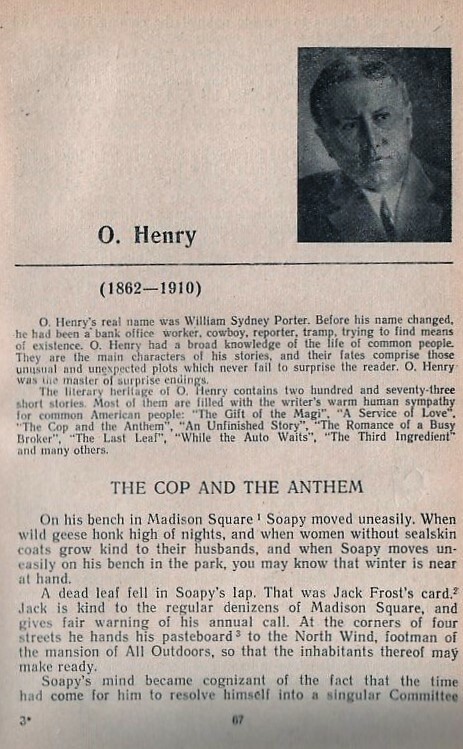 O. Henry
(1862—1910)
O. Henry's real name was William Sydney Porter. Before his name changed,
he had been a bank office worker, cowboy, reporter, tramp, trying to find means
of existence. O. Henry had a broad knowledge of the life of common people.
They are the main characters of his stories, and their fates comprise those
unusual and unexpected plots which never fail to surprise the reader. O. Henry
was the master of surprise endings.
The literary heritage of O. Henry contains two hundred and seventy-three
short stories. Most of them are filled with the writer's warm human sympathy
for common American people: "The Gift of the Magi", "A Service of Love",
"The Cop and the Anthem", "An Unfinished Story", "The Romance of a Busy
Broker", "The Last Leaf", "While the Auto Waits", "The Third Ingredient"
and many others.
THE COP AND THE ANTHEM
On his bench in Madison Square ¹ Soapy moved uneasily. When
wild geese honk high of nights, and when women without sealskin
coats grow kind to their husbands, and when Soapy moves un-
easily on his bench in the park, you may know that winter is near
at hand.
A dead leaf fell in Soapy's lap. That was Jack Frost's card.²
Jack is kind to the regular denizens of Madison Square, and
gives fair warning of his annual call. At the corners of four
streets he hands his pasteboard ³ to the North Wind, footman of
the mansion of All Outdoors, so that the inhabitants thereof may
make ready.
Soapy's mind became cognizant of the fact that the time
had come for him to resolve himself into a singular Committee
3* 67